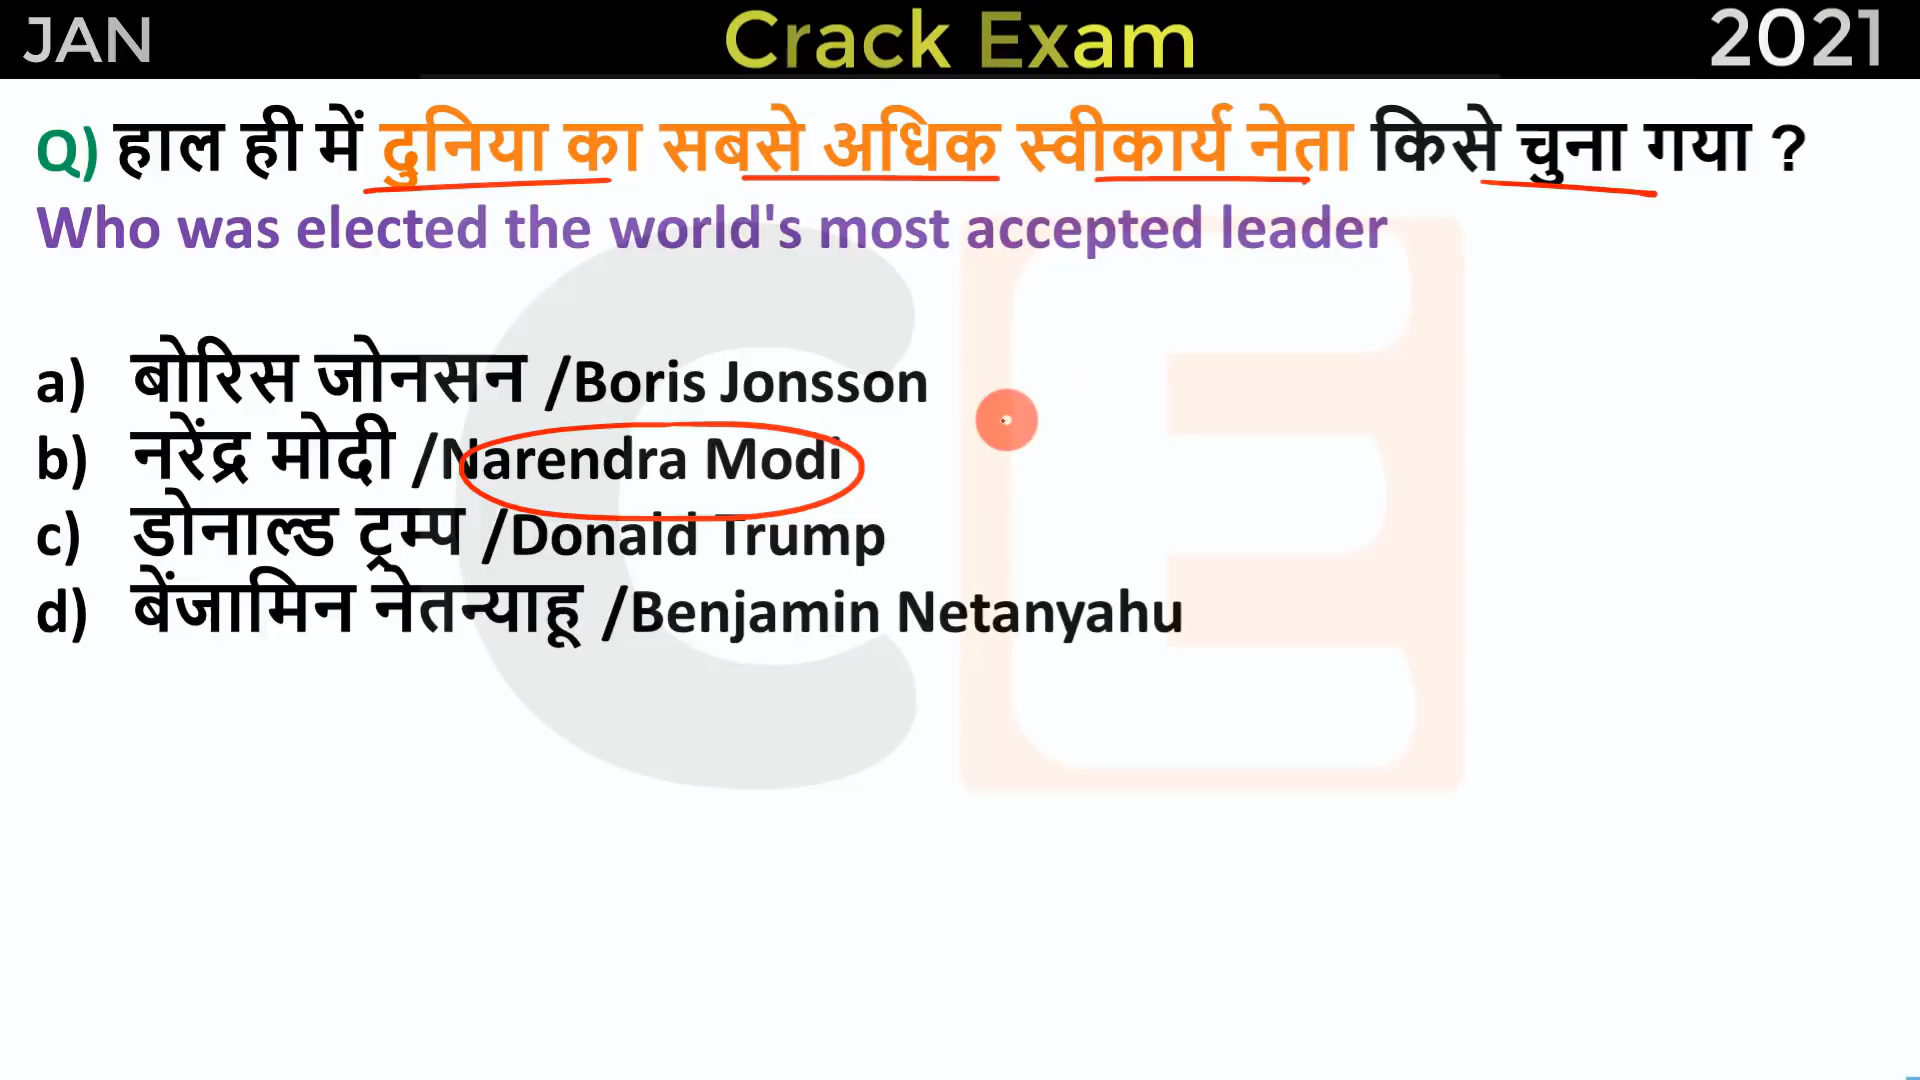 JAN Crack Exam 2021
Q) हाल ही में दुनिया का सबसे अधिक स्वीकार्य नेता किसे चुना गया ?
Who was elected the world's most accepted leader
a) बोरिस जोनसन /Boris Jonsson
b) नरेंद्र मोदी /Narendra Modi
c) डोनाल्ड ट्रम्प /Donald Trump
d) बेंजामिन नेतन्याहू /Benjamin Netanyahu
CE